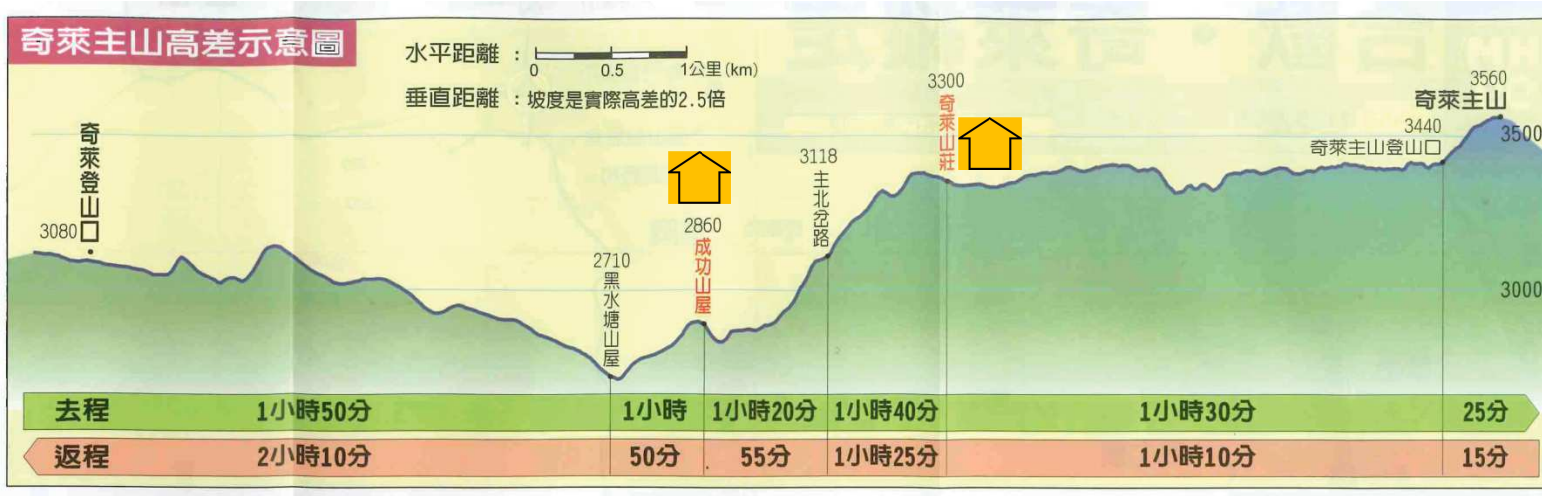 奇萊主山高差示意圖
水平距離：
0 0.5 1公里(km)
垂直距離：坡度是實際高差的2.5倍
奇萊登山口
3080
2710
黑水塘山屋
2860
成功山屋
3118
主北岔路
3300
奇萊山莊
3440
奇萊主山登山口
3560
奇萊主山
3500
3000
去程 1小時50分 1小時 1小時20分 1小時40分 1小時30分 25分
返程 2小時10分 50分 55分 1小時25分 1小時10分 15分